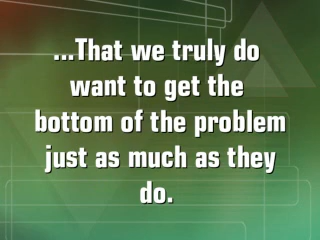 ...That we truly do
want to get the
bottom of the problem
just as much as they
do.